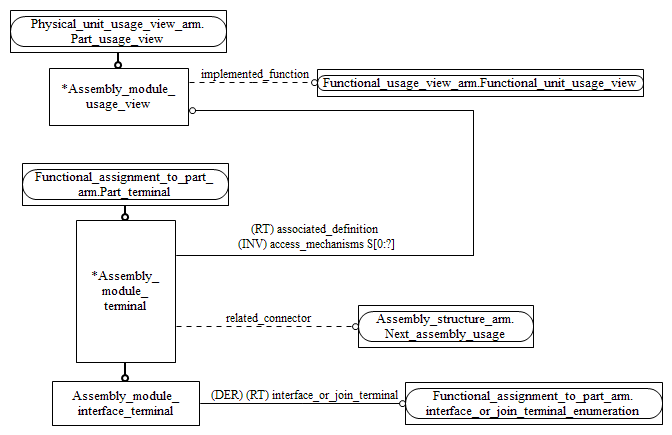 Physical_unit_usage_view_arm.
Part_usage_view
implemented_function
*Assembly_module_
usage_view
Functional_usage_view_arm.Functional_unit_usage_view
Functional_assignment_to_part_
arm.Part_terminal
(RT) associated_definition
(INV) access_mechanisms S[0:?]
*Assembly_
module_
terminal
related_connector
Assembly_structure_arm.
Next_assembly_usage
Assembly_module_
interface_terminal
(DER) (RT) interface_or_join_terminal
Functional_assignment_to_part_arm.
interface_or_join_terminal_enumeration